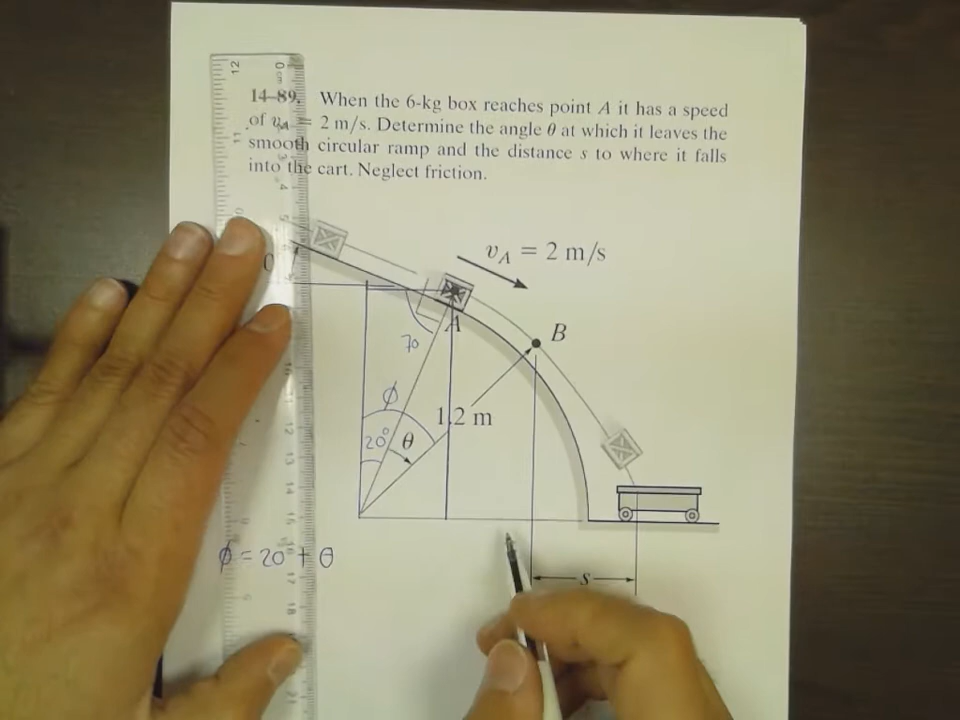 14–89. When the 6-kg box reaches point A it has a speed
of v_A = 2 m/s. Determine the angle θ at which it leaves the
smooth circular ramp and the distance s to where it falls
into the cart. Neglect friction.
v_A = 2 m/s
A
B
70
ϕ
1.2 m
20°
θ
ϕ = 20 + θ
s